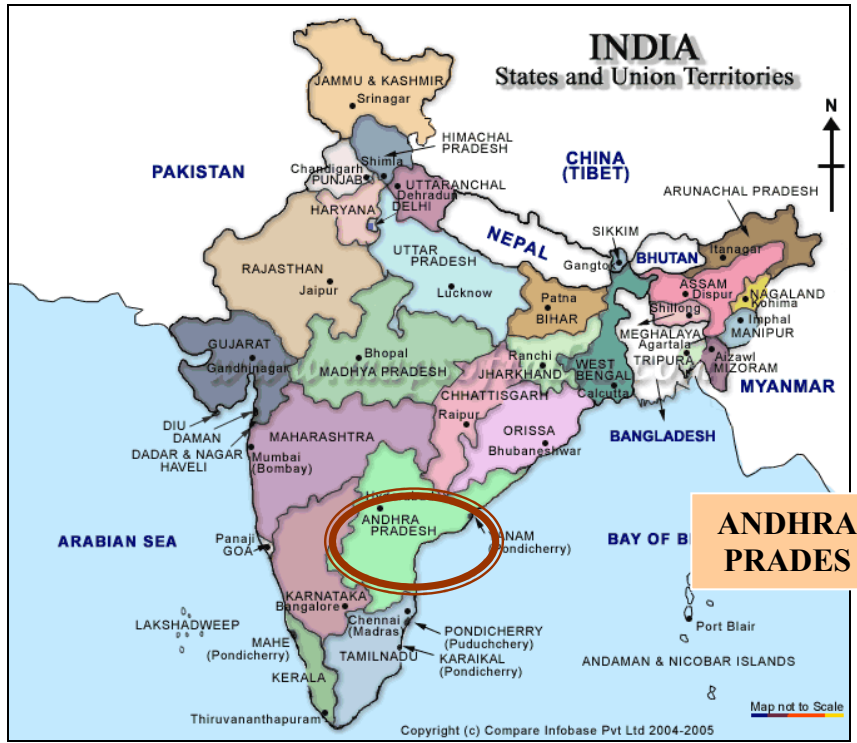 INDIA
States and Union Territories
N
JAMMU & KASHMIR
Srinagar
HIMACHAL
PRADESH
PAKISTAN
CHINA
(TIBET)
Chandigarh
Shimla
PUNJAB
UTTARANCHAL
Dehradun
ARUNACHAL PRADESH
HARYANA
DELHI
NEPAL
SIKKIM
Gangtok
BHUTAN
Itanagar
RAJASTHAN
Jaipur
UTTAR
PRADESH
Lucknow
ASSAM
Dispur
NAGALAND
Kohima
Patna
BIHAR
Shillong
MEGHALAYA
Imphal
MANIPUR
Agartala
TRIPURA
Aizawl
MIZORAM
GUJARAT
Gandhinagar
Bhopal
MADHYA PRADESH
Ranchi
JHARKHAND
WEST
BENGAL
Calcutta
MYANMAR
CHHATTISGARH
Raipur
DIU
DAMAN
DADAR & NAGAR
HAVELI
MAHARASHTRA
Mumbai
(Bombay)
ORISSA
Bhubaneshwar
BANGLADESH
ANDHRA
PRADESH
YANAM
(Pondicherry)
ARABIAN SEA
Panaji
GOA
BAY OF
ANDHRA
PRADES
KARNATAKA
Bangalore
Chennai
(Madras)
LAKSHADWEEP
MAHE
(Pondicherry)
PONDICHERRY
(Puduchchery)
KARAIKAL
(Pondicherry)
TAMILNADU
KERALA
Port Blair
ANDAMAN & NICOBAR ISLANDS
Thiruvananthapuram
Map not to Scale
Copyright (c) Compare Infobase Pvt Ltd 2004-2005